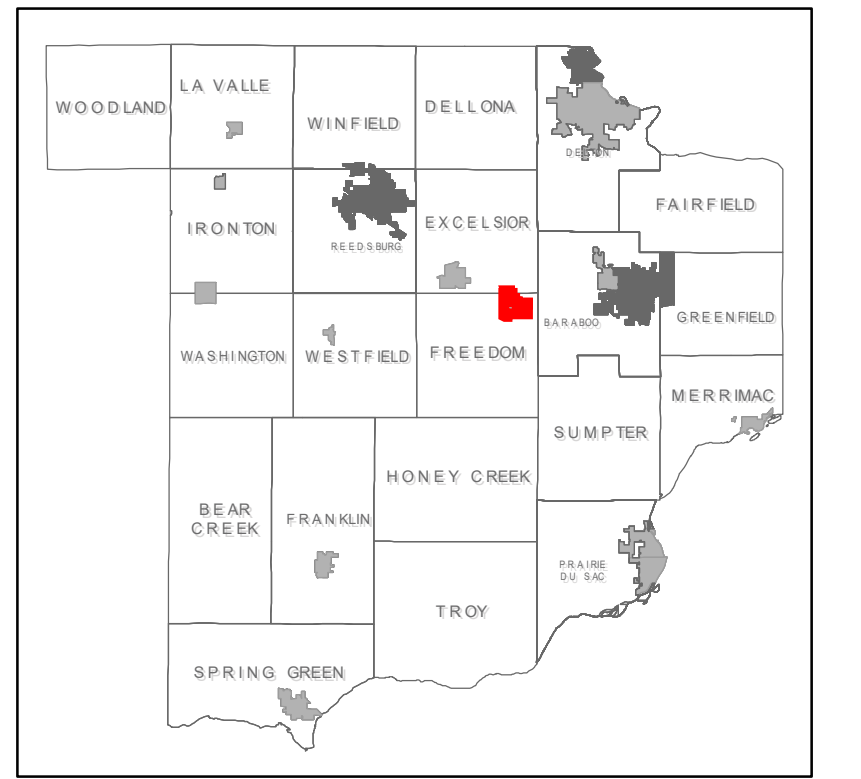 LA VALLE
WOODLAND
DELLONA
WINFIELD
DELTON
FAIRFIELD
EXCELSIOR
IRONTON
REEDSBURG
BARABOO
GREENFIELD
WASHINGTON
WESTFIELD
FREEDOM
MERRIMAC
SUMPTER
HONEY CREEK
BEAR
CREEK
FRANKLIN
PRAIRIE
DU SAC
TROY
SPRING GREEN